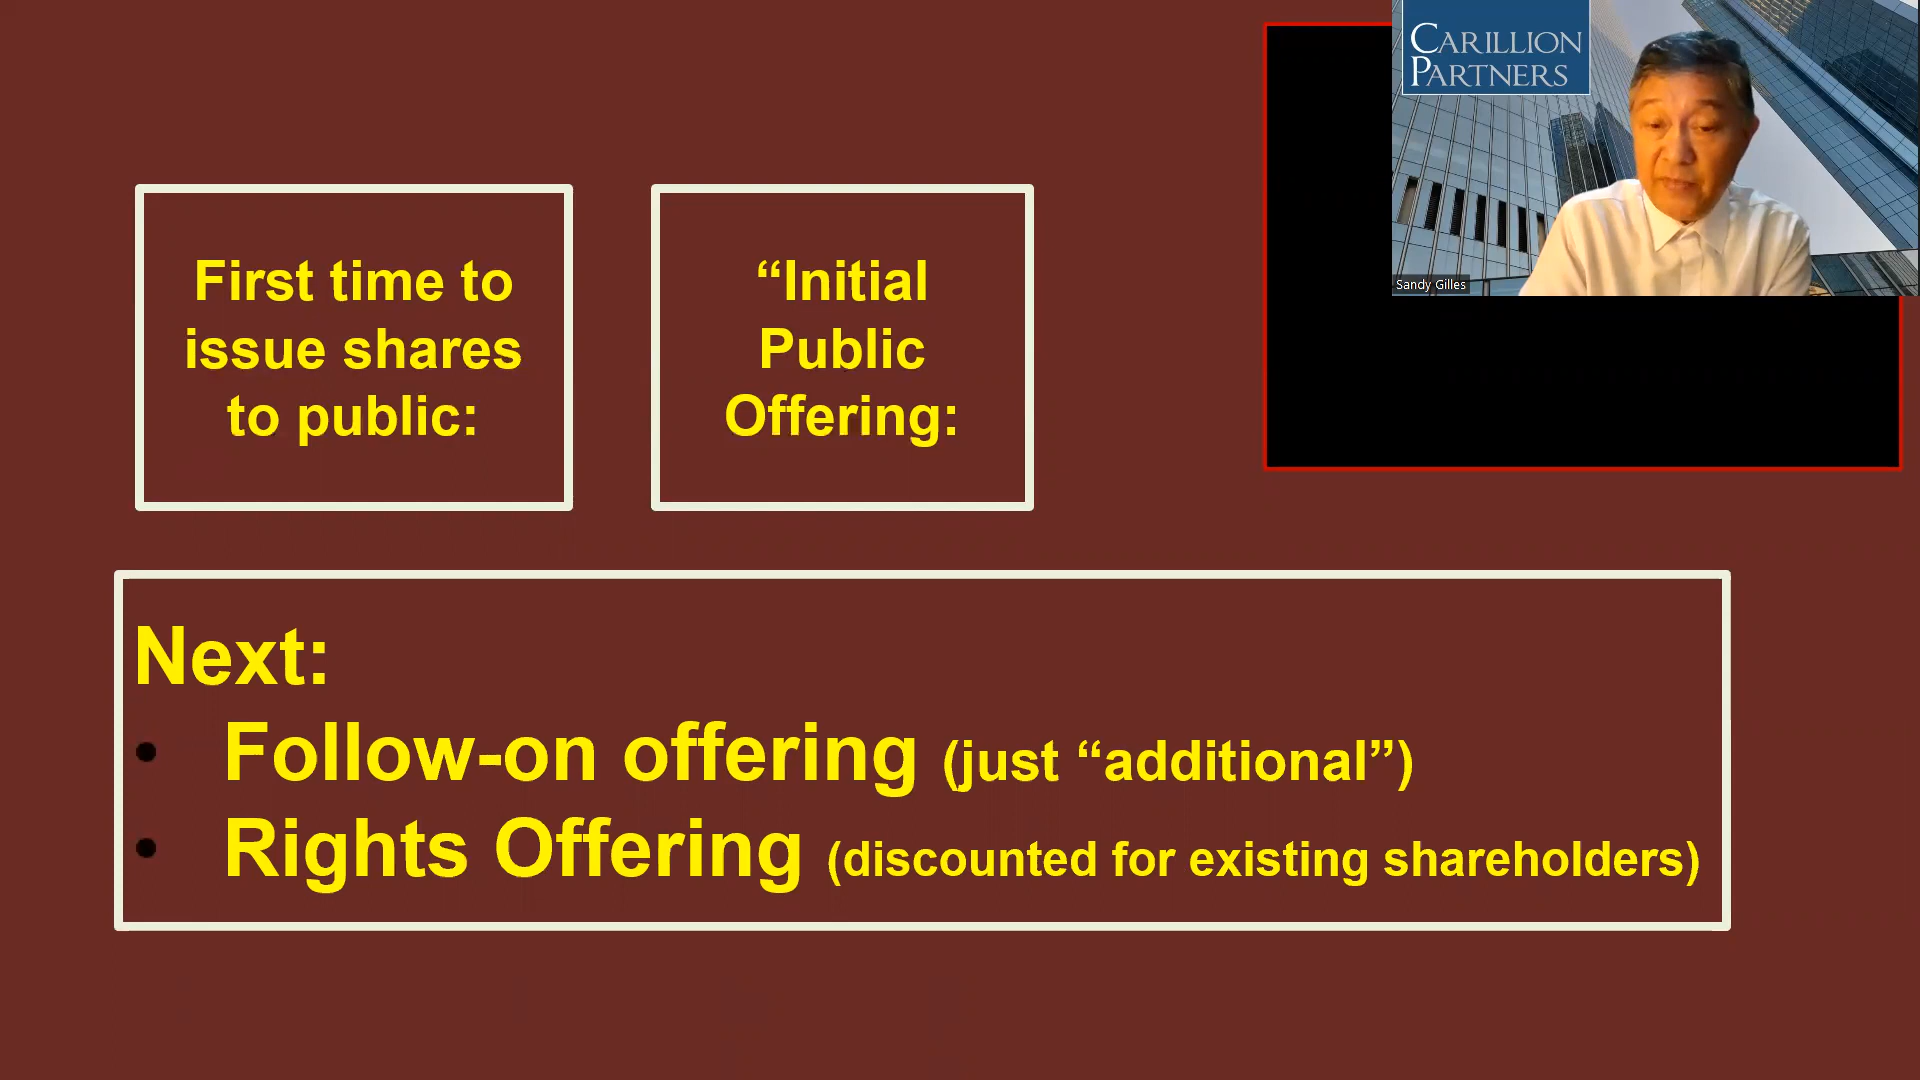 CARILLION
PARTNERS
Sandy Gilles
First time to
issue shares
to public:
“Initial
Public
Offering:
Next:
• Follow-on offering (just “additional”)
• Rights Offering (discounted for existing shareholders)